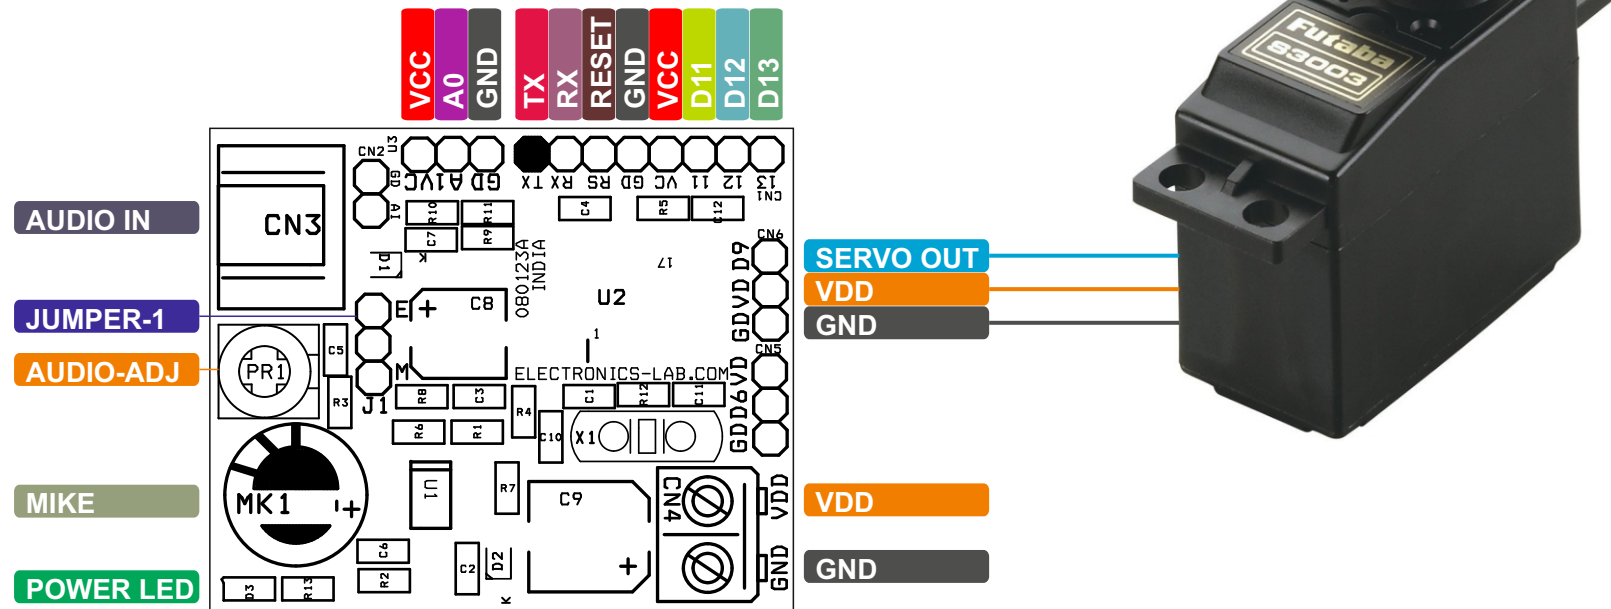 VCC A0 GND TX RX RESET GND VCC D11 D12 D13
Futaba
S3003
CN2 CN3
GD
AI
VC A1 GD TX RX RS GD VC 11 12 13
CN1
R10 R11 C4 R5 C12
AUDIO IN
CN3
C7 R9
D1 K
080123A
INDIA
17
CN6
D9
VD
GD
SERVO OUT
VDD
GND
JUMPER-1
E + C8
U2
1
CN5
AUDIO-ADJ
PR1
C5
M
ELECTRONICS-LAB.COM
VD
D6
GD
R3
J1
R8 C3 R4 C1 R12 C11
R6 R1 C10 X1
MIKE
MK1 +
U1
R7
C9
+
CN4
VDD
GND
VDD
GND
C6
R2
C2
D2
K
POWER LED
D3 R13